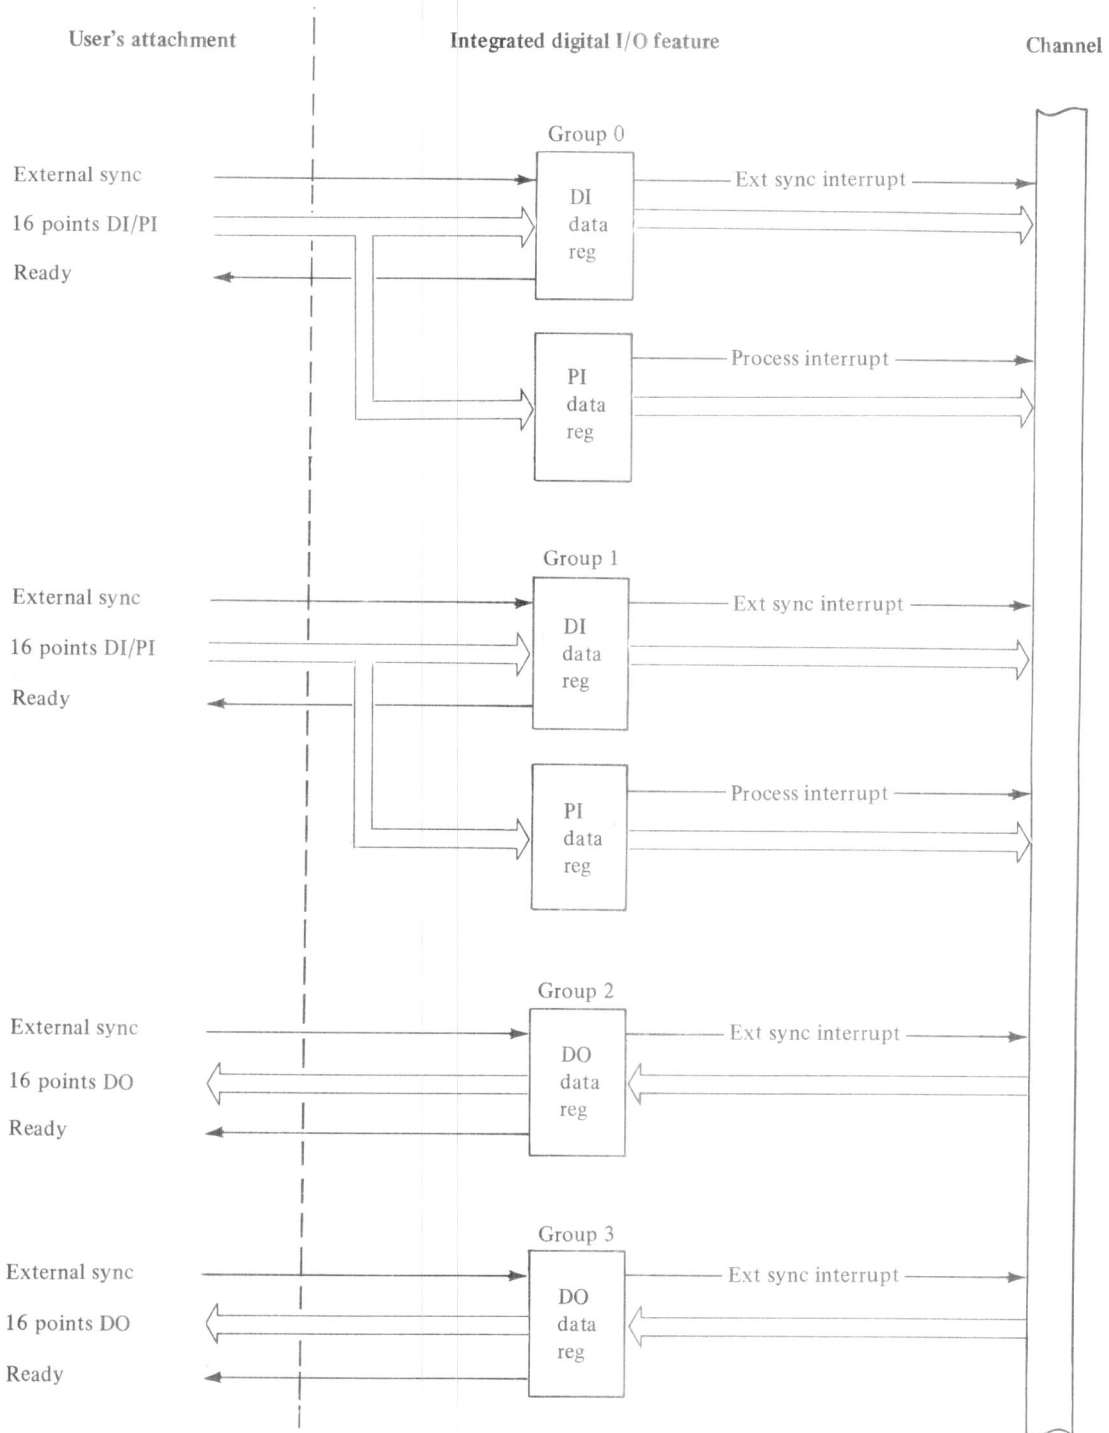 User's attachment
Integrated digital I/O feature
Channel
Group 0
External sync
DI
data
reg
Ext sync interrupt
16 points DI/PI
Ready
PI
data
reg
Process interrupt
Group 1
External sync
DI
data
reg
Ext sync interrupt
16 points DI/PI
Ready
PI
data
reg
Process interrupt
Group 2
External sync
DO
data
reg
Ext sync interrupt
16 points DO
Ready
Group 3
External sync
DO
data
reg
Ext sync interrupt
16 points DO
Ready